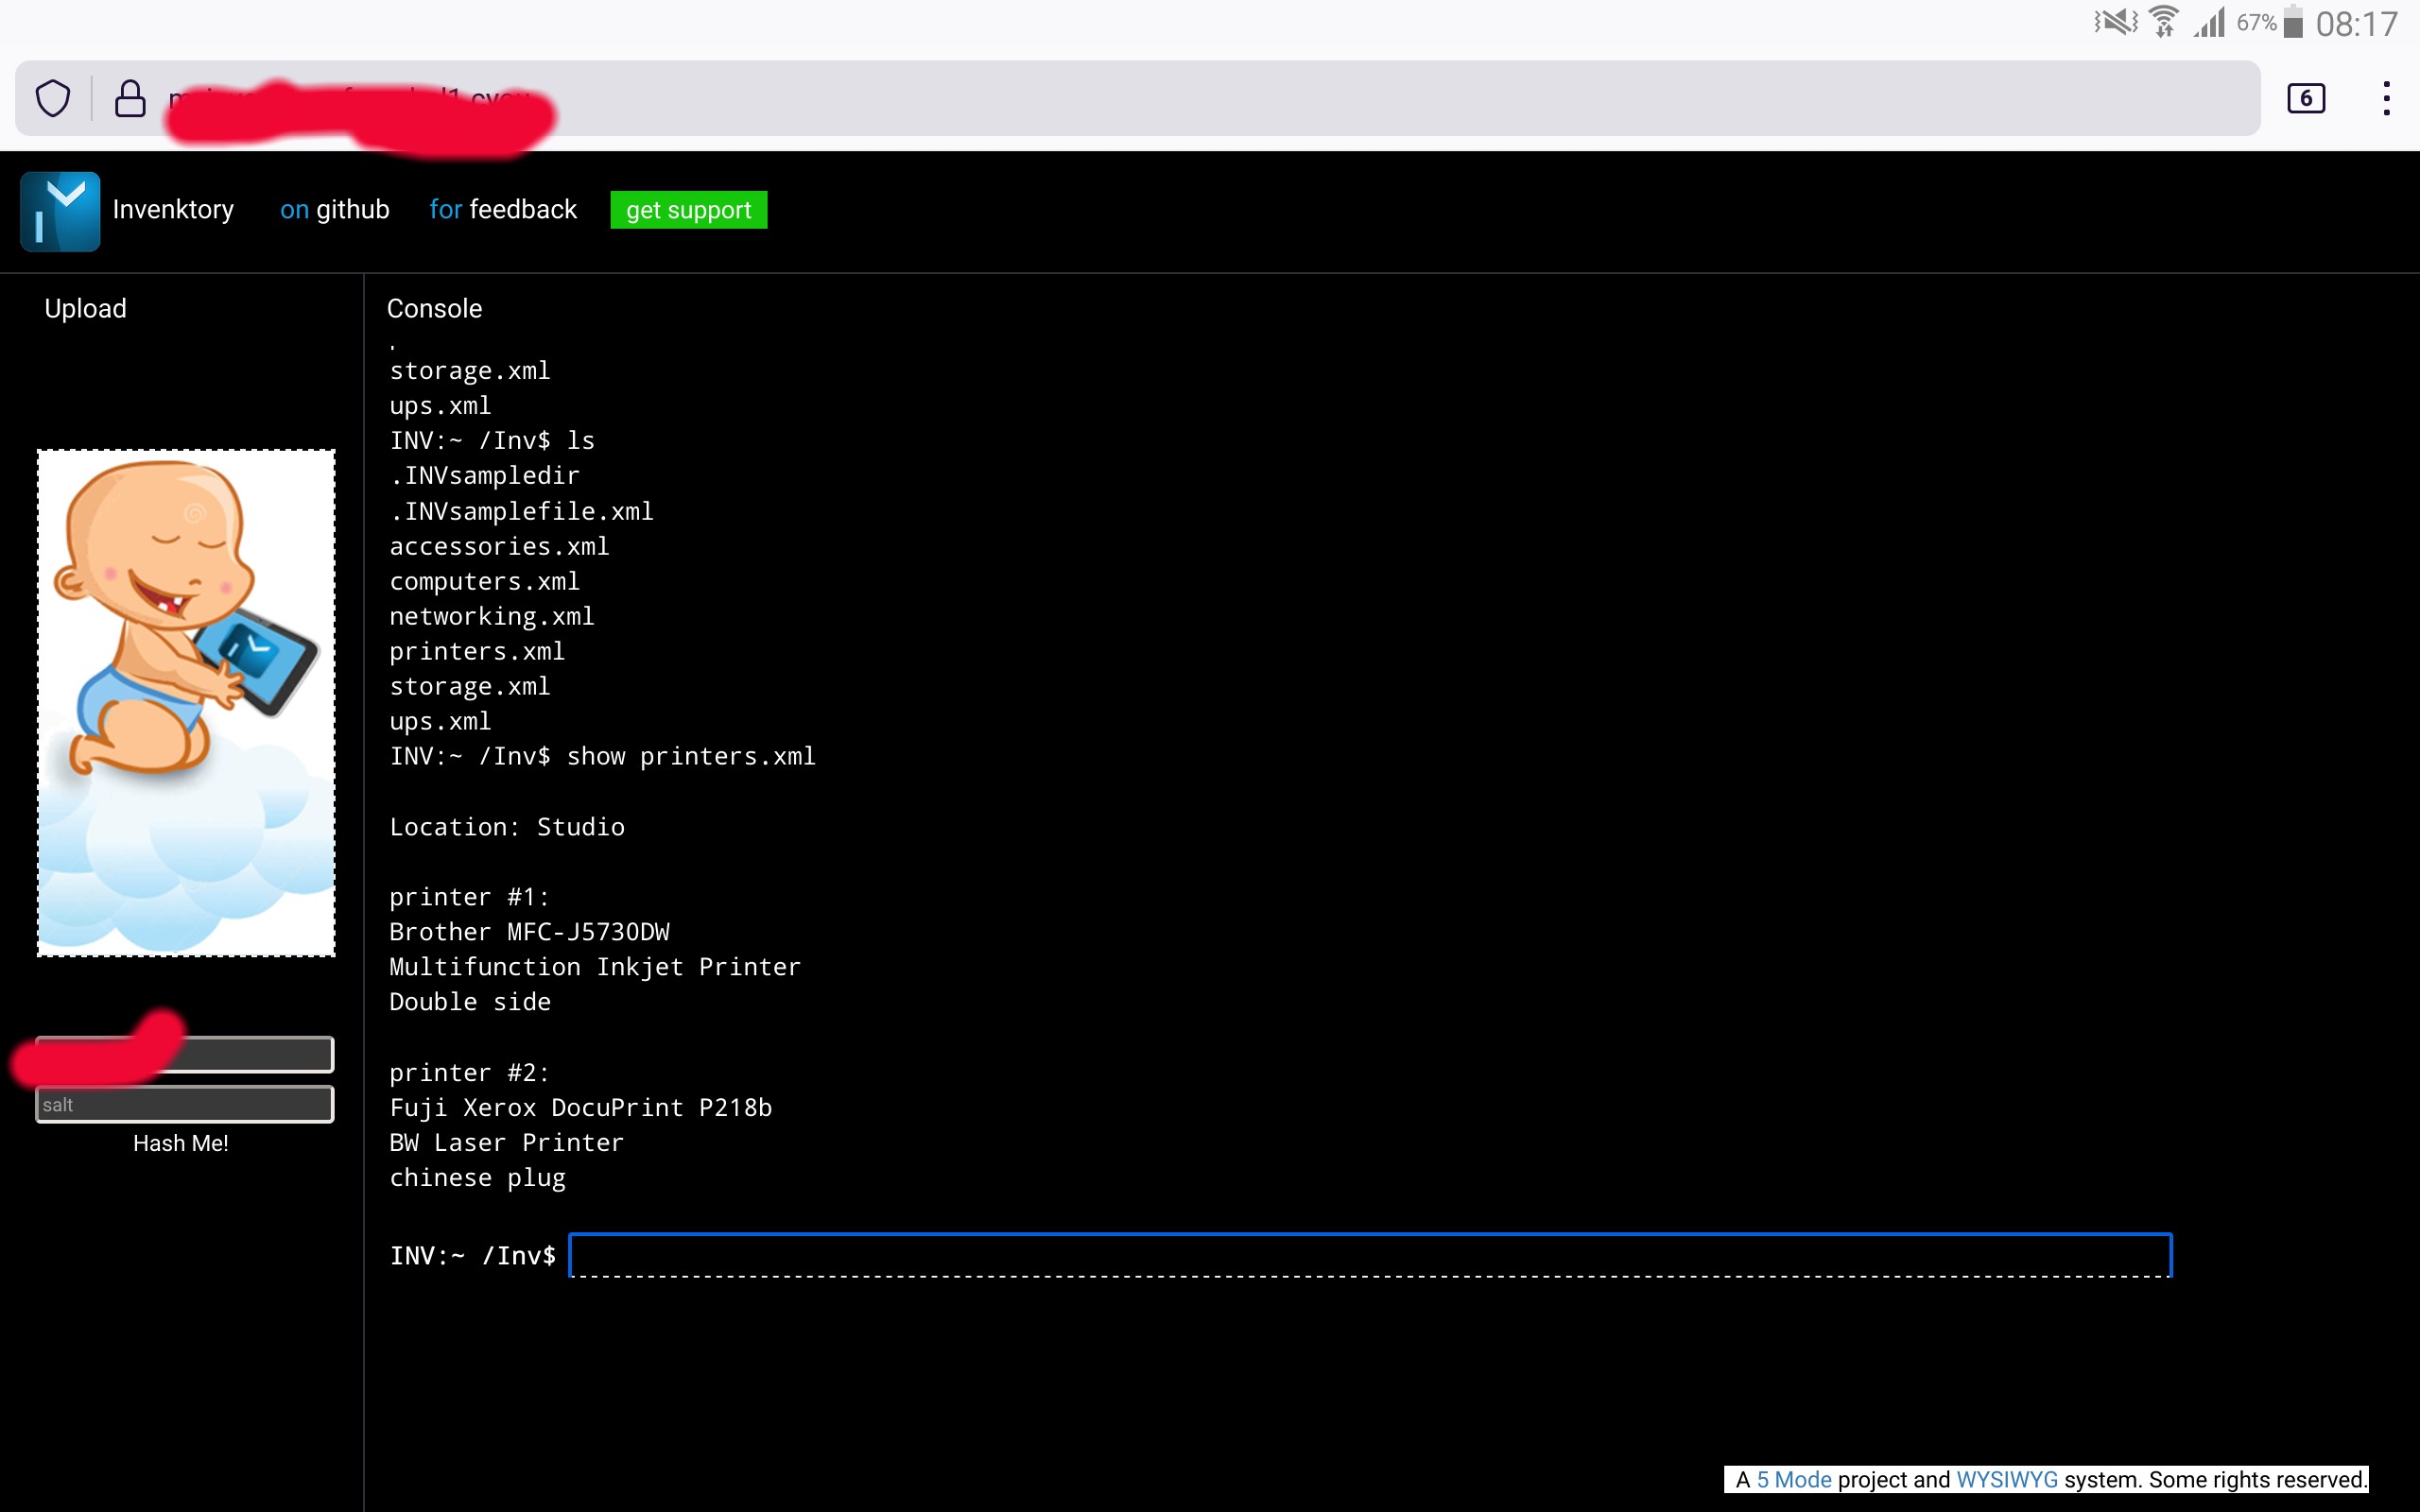 67% 08:17
6
Invenktory on github for feedback get support
Upload
Console
.
storage.xml
ups.xml
INV:~ /Inv$ ls
.INVsampledir
.INVsamplefile.xml
accessories.xml
computers.xml
networking.xml
printers.xml
storage.xml
ups.xml
INV:~ /Inv$ show printers.xml
Location: Studio
printer #1:
Brother MFC-J5730DW
Multifunction Inkjet Printer
Double side
printer #2:
Fuji Xerox DocuPrint P218b
BW Laser Printer
chinese plug
INV:~ /Inv$
salt
Hash Me!
A 5 Mode project and WYSIWYG system. Some rights reserved.